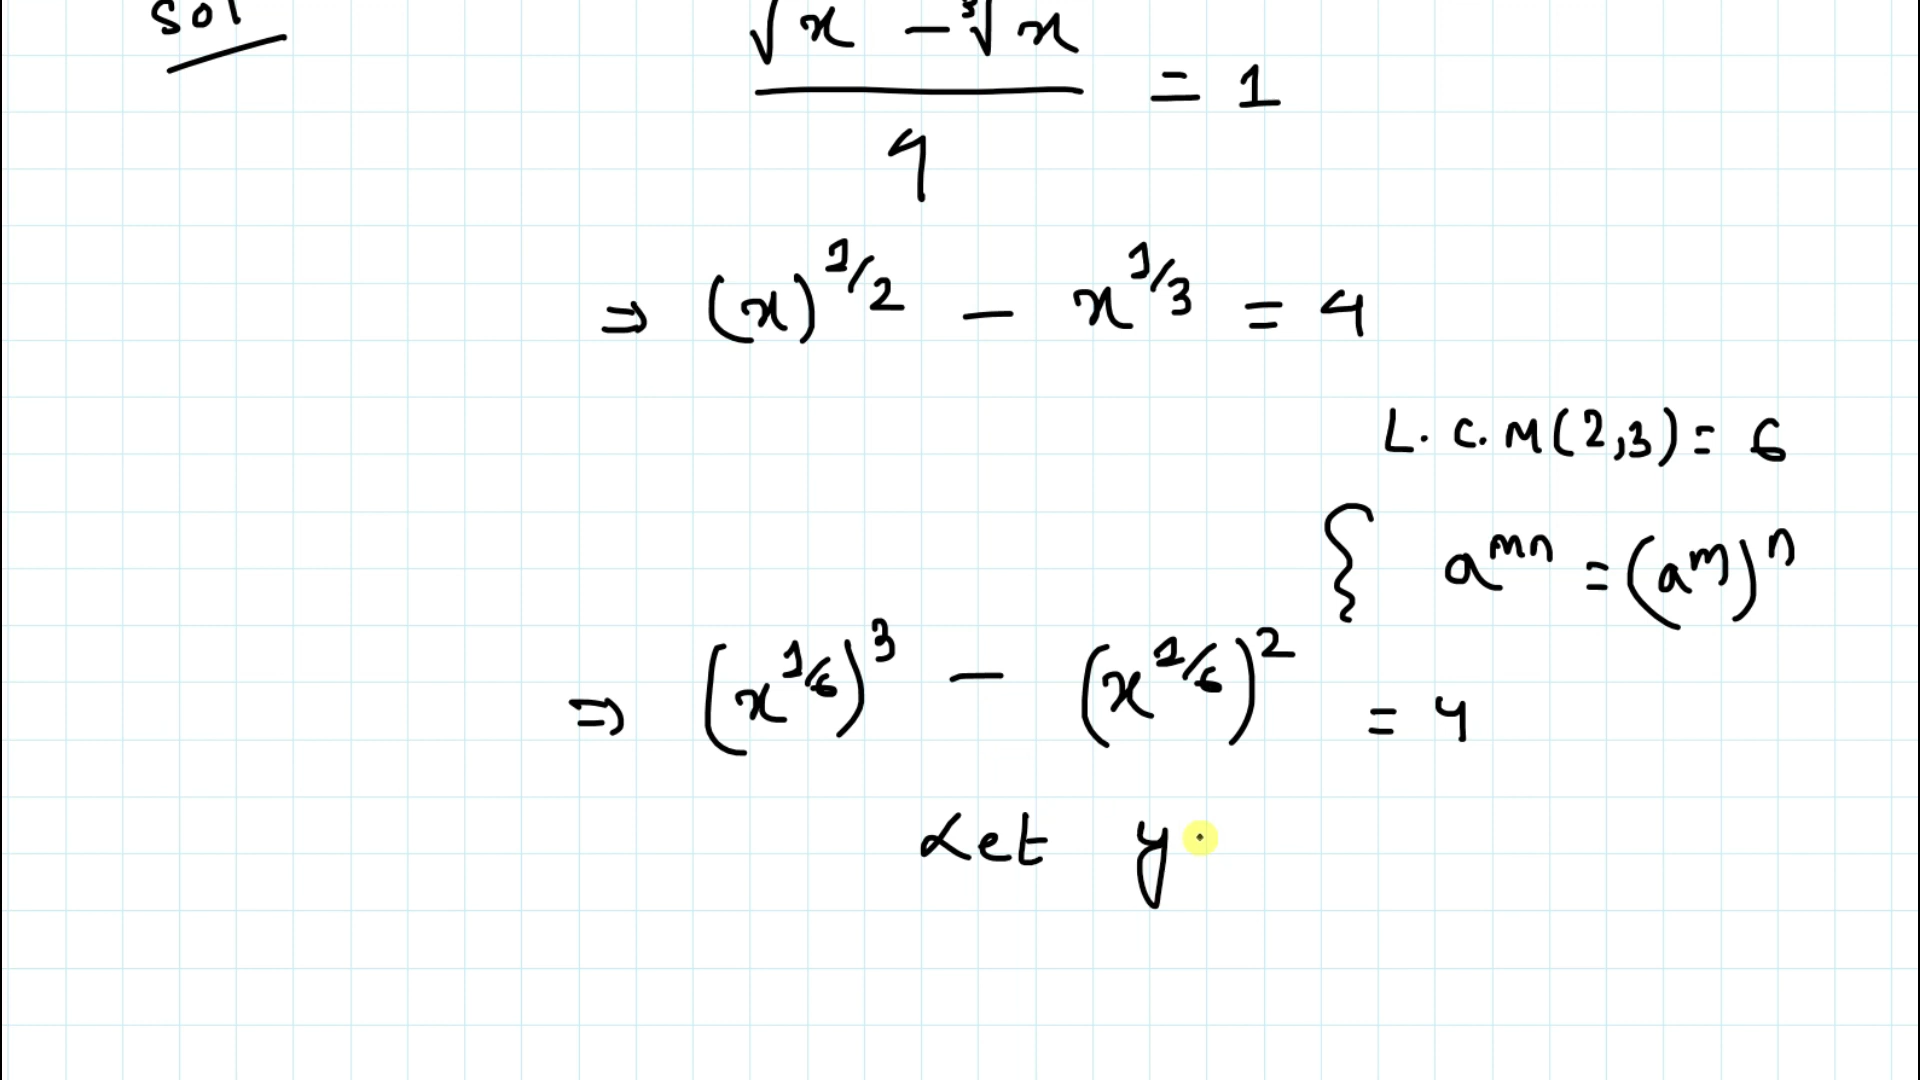 Sol
√x - ∛x
───── = 1
4
⇒ (x)^1/2 - x^1/3 = 4
L.C.M(2,3) = 6
{ a^mn = (a^m)^n
⇒ (x^1/6)^3 - (x^1/6)^2 = 4
Let y